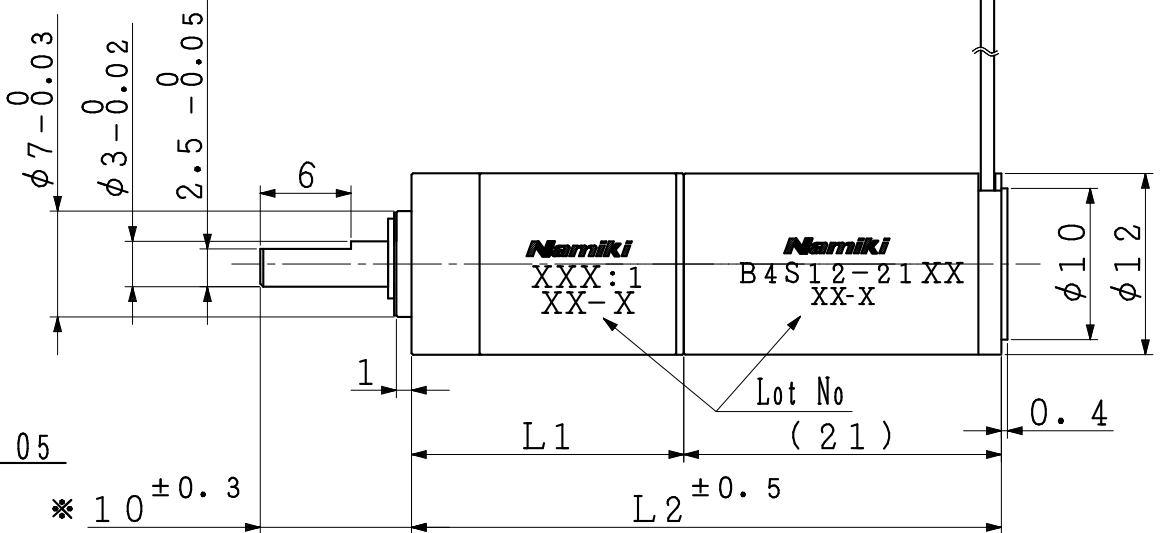 φ7-0.03
0
φ3-0.02
0
2.5 -0.05
0
6
Namiki
XXX:1
XX-X
Namiki
B4S12-21XX
XX-X
φ10
φ12
1
Lot No
0.4
L1
(21)
05
※10±0.3
L2±0.5